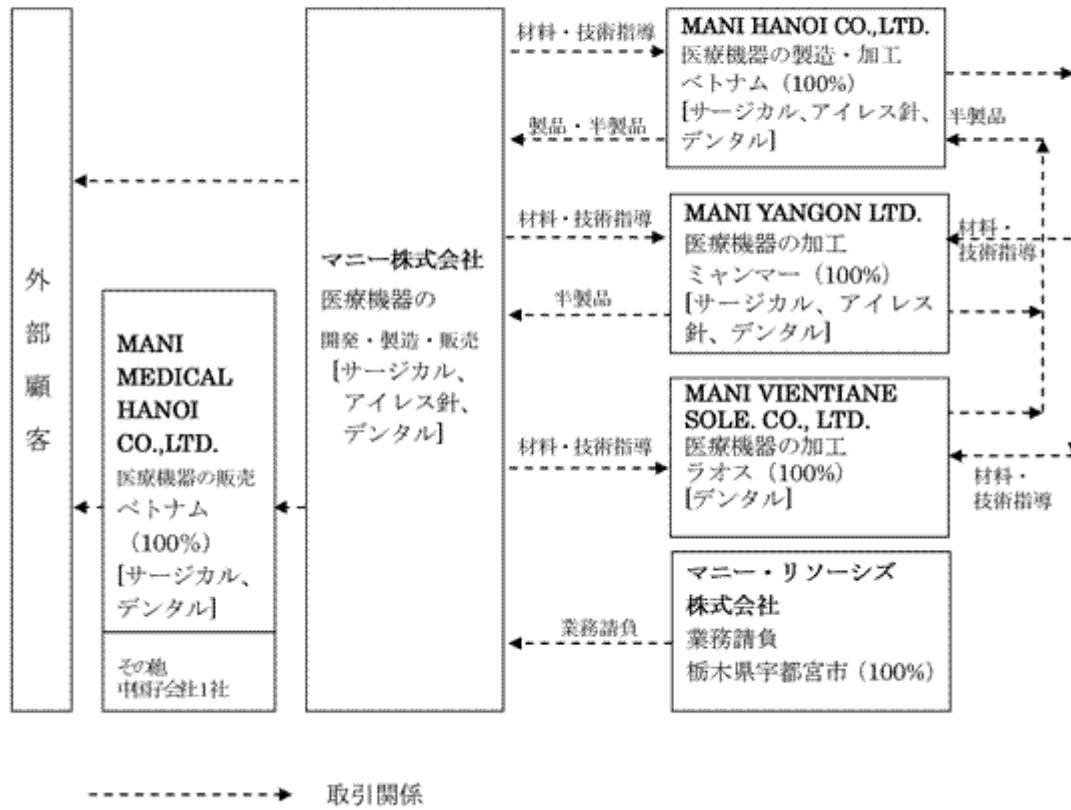 外部顧客
MANI
MEDICAL
HANOI
CO.,LTD.
医療機器の販売
ベトナム
（100%）
[サージカル、
デンタル]
その他
中国子会社1社
マニー株式会社
医療機器の
開発・製造・販売
[サージカル、
アイレス針、
デンタル]
材料・技術指導
製品・半製品
材料・技術指導
半製品
材料・技術指導
業務請負
MANI HANOI CO.,LTD.
医療機器の製造・加工
ベトナム（100%）
[サージカル、アイレス針、
デンタル]
MANI YANGON LTD.
医療機器の加工
ミャンマー（100%）
[サージカル、アイレス
針、デンタル]
MANI VIENTIANE
SOLE. CO., LTD.
医療機器の加工
ラオス（100%）
[デンタル]
マニー・リソーシズ
株式会社
業務請負
栃木県宇都宮市（100%）
半製品
材料・
技術指導
材料・
技術指導
取引関係